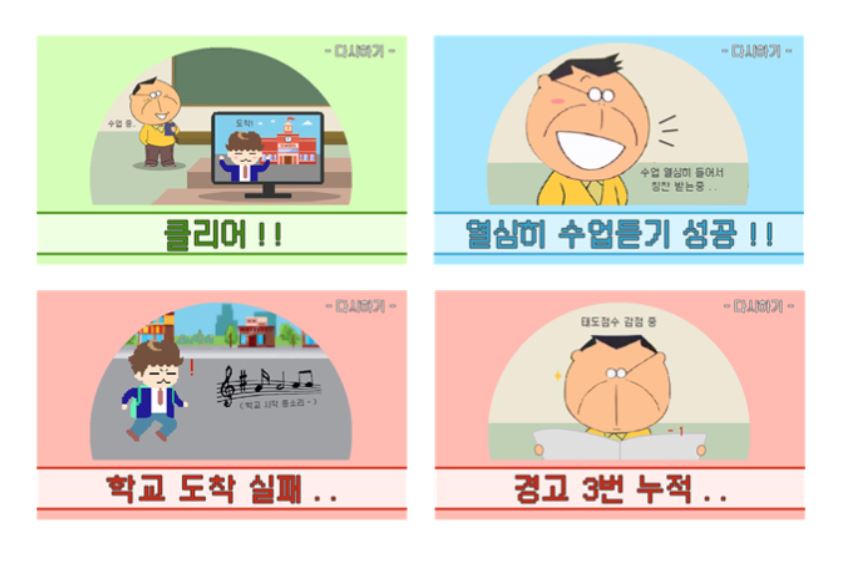 - 다시하기 -
수업 중..
도착!
클리어 !!
- 다시하기 -
수업 열심히 들어서
칭찬 받는중 ..
열심히 수업듣기 성공 !!
- 다시하기 -
!
( 학교 시작 종소리 ~ )
학교 도착 실패 ..
- 다시하기 -
태도점수 감점 중
- 1
경고 3번 누적 ..